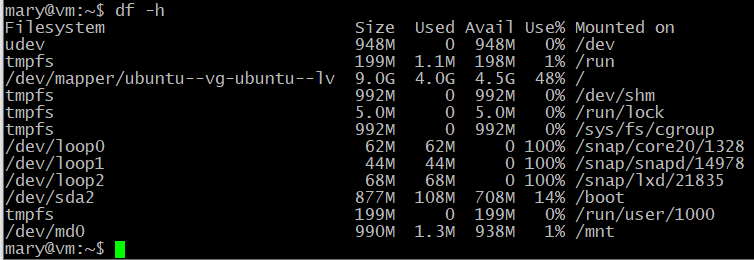 mary@vm:~$ df -h
Filesystem                         Size  Used Avail Use% Mounted on
udev                               948M     0  948M   0% /dev
tmpfs                              199M  1.1M  198M   1% /run
/dev/mapper/ubuntu--vg-ubuntu--lv  9.0G  4.0G  4.5G  48% /
tmpfs                              992M     0  992M   0% /dev/shm
tmpfs                              5.0M     0  5.0M   0% /run/lock
tmpfs                              992M     0  992M   0% /sys/fs/cgroup
/dev/loop0                          62M   62M     0 100% /snap/core20/1328
/dev/loop1                          44M   44M     0 100% /snap/snapd/14978
/dev/loop2                          68M   68M     0 100% /snap/lxd/21835
/dev/sda2                          877M  108M  708M  14% /boot
tmpfs                              199M     0  199M   0% /run/user/1000
/dev/md0                           990M  1.3M  938M   1% /mnt
mary@vm:~$